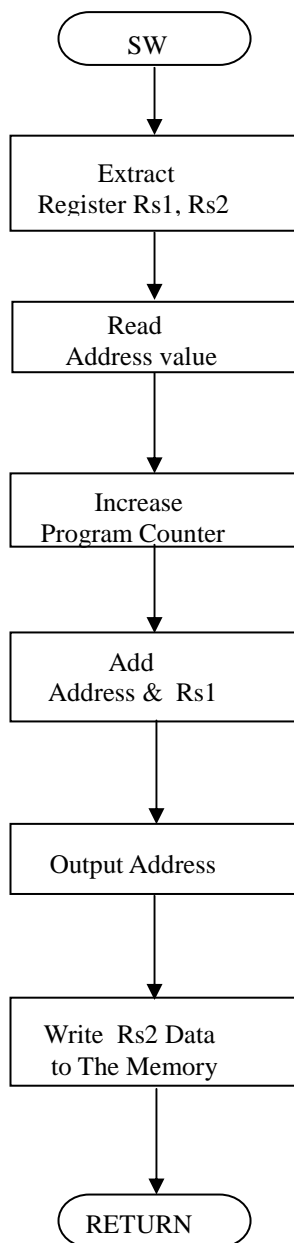 SW
Extract
Register Rs1, Rs2
Read
Address value
Increase
Program Counter
Add
Address & Rs1
Output Address
Write Rs2 Data
to The Memory
RETURN